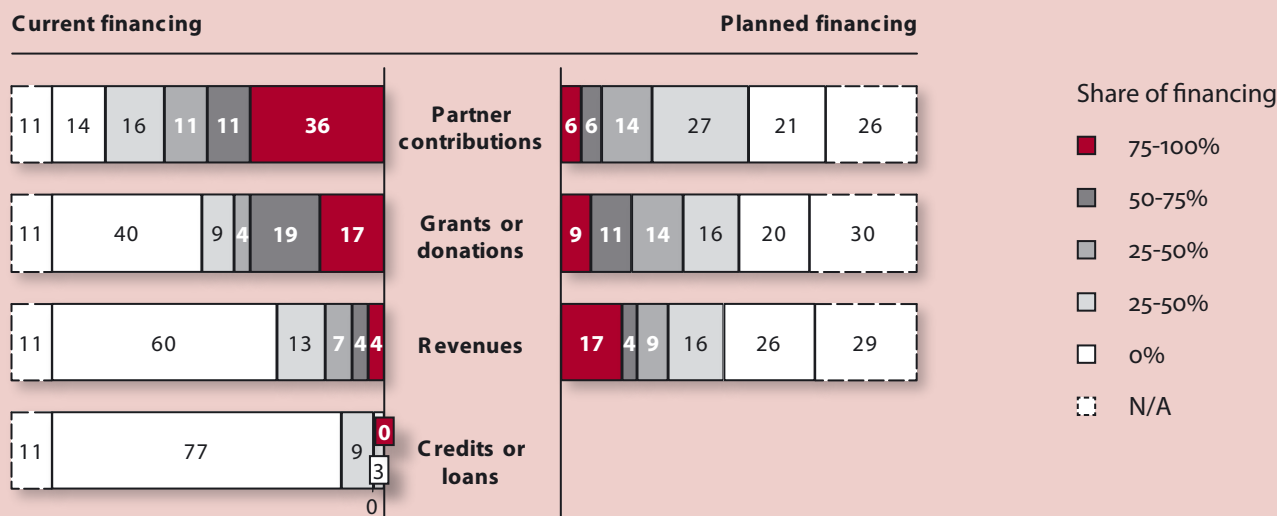 Current financing
Planned financing
11 14 16 11 11 36
Partner
contributions
6 6 14 27 21 26
11 40 9 4 19 17
Grants or
donations
9 11 14 16 20 30
11 60 13 7 4 4
Revenues
17 4 9 16 26 29
11 77 9 0
3
0
Credits or
loans
Share of financing
75-100%
50-75%
25-50%
25-50%
0%
N/A